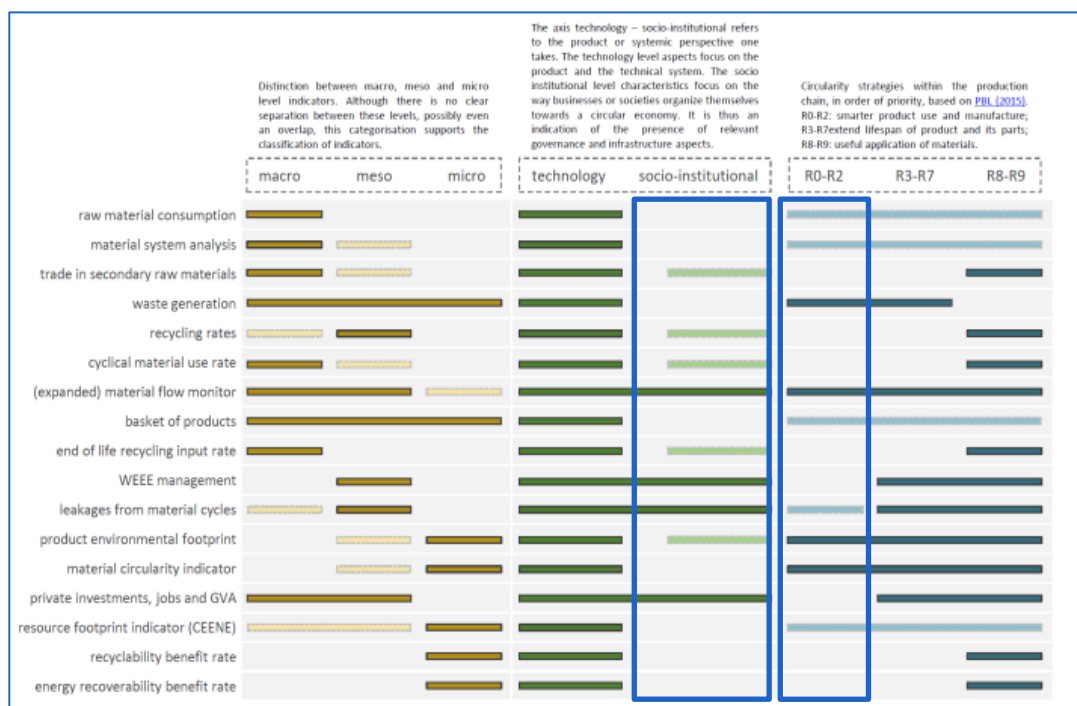 The axis technology – socio-institutional refers
to the product or systemic perspective one
takes. The technology level aspects focus on the
product and the technical system. The socio
institutional level characteristics focus on the
way businesses or societies organize themselves
towards a circular economy. It is thus an
indication of the presence of relevant
governance and infrastructure aspects.
Distinction between macro, meso and micro
level indicators. Although there is no clear
separation between these levels, possibly even
an overlap, this categorisation supports the
classification of indicators.
Circularity strategies within the production
chain, in order of priority, based on PBL (2015).
R0-R2: smarter product use and manufacture;
R3-R7extend lifespan of product and its parts;
R8-R9: useful application of materials.
macro meso micro technology socio-institutional R0-R2 R3-R7 R8-R9
raw material consumption
material system analysis
trade in secondary raw materials
waste generation
recycling rates
cyclical material use rate
(expanded) material flow monitor
basket of products
end of life recycling input rate
WEEE management
leakages from material cycles
product environmental footprint
material circularity indicator
private investments, jobs and GVA
resource footprint indicator (CEENE)
recyclability benefit rate
energy recoverability benefit rate